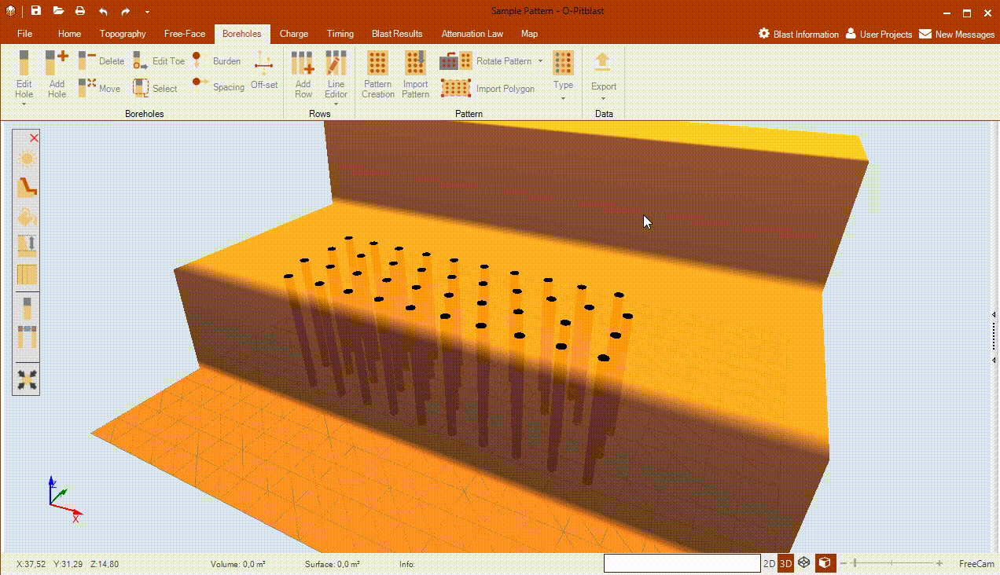 Sample Pattern - O-Pitblast
File Home Topography Free-Face Boreholes Charge Timing Blast Results Attenuation Law Map Blast Information User Projects New Messages
Edit Hole
Add Hole
Delete
Move
Edit Toe
Select
Burden
Spacing
Off-set
Add Row
Line Editor
Pattern Creation
Import Pattern
Rotate Pattern
Import Polygon
Type
Export
Boreholes Rows Pattern Data
Z
X
X:37,52 Y:31,29 Z:14,80 Volume: 0,0 m³ Surface: 0,0 m² Info: 2D 3D FreeCam